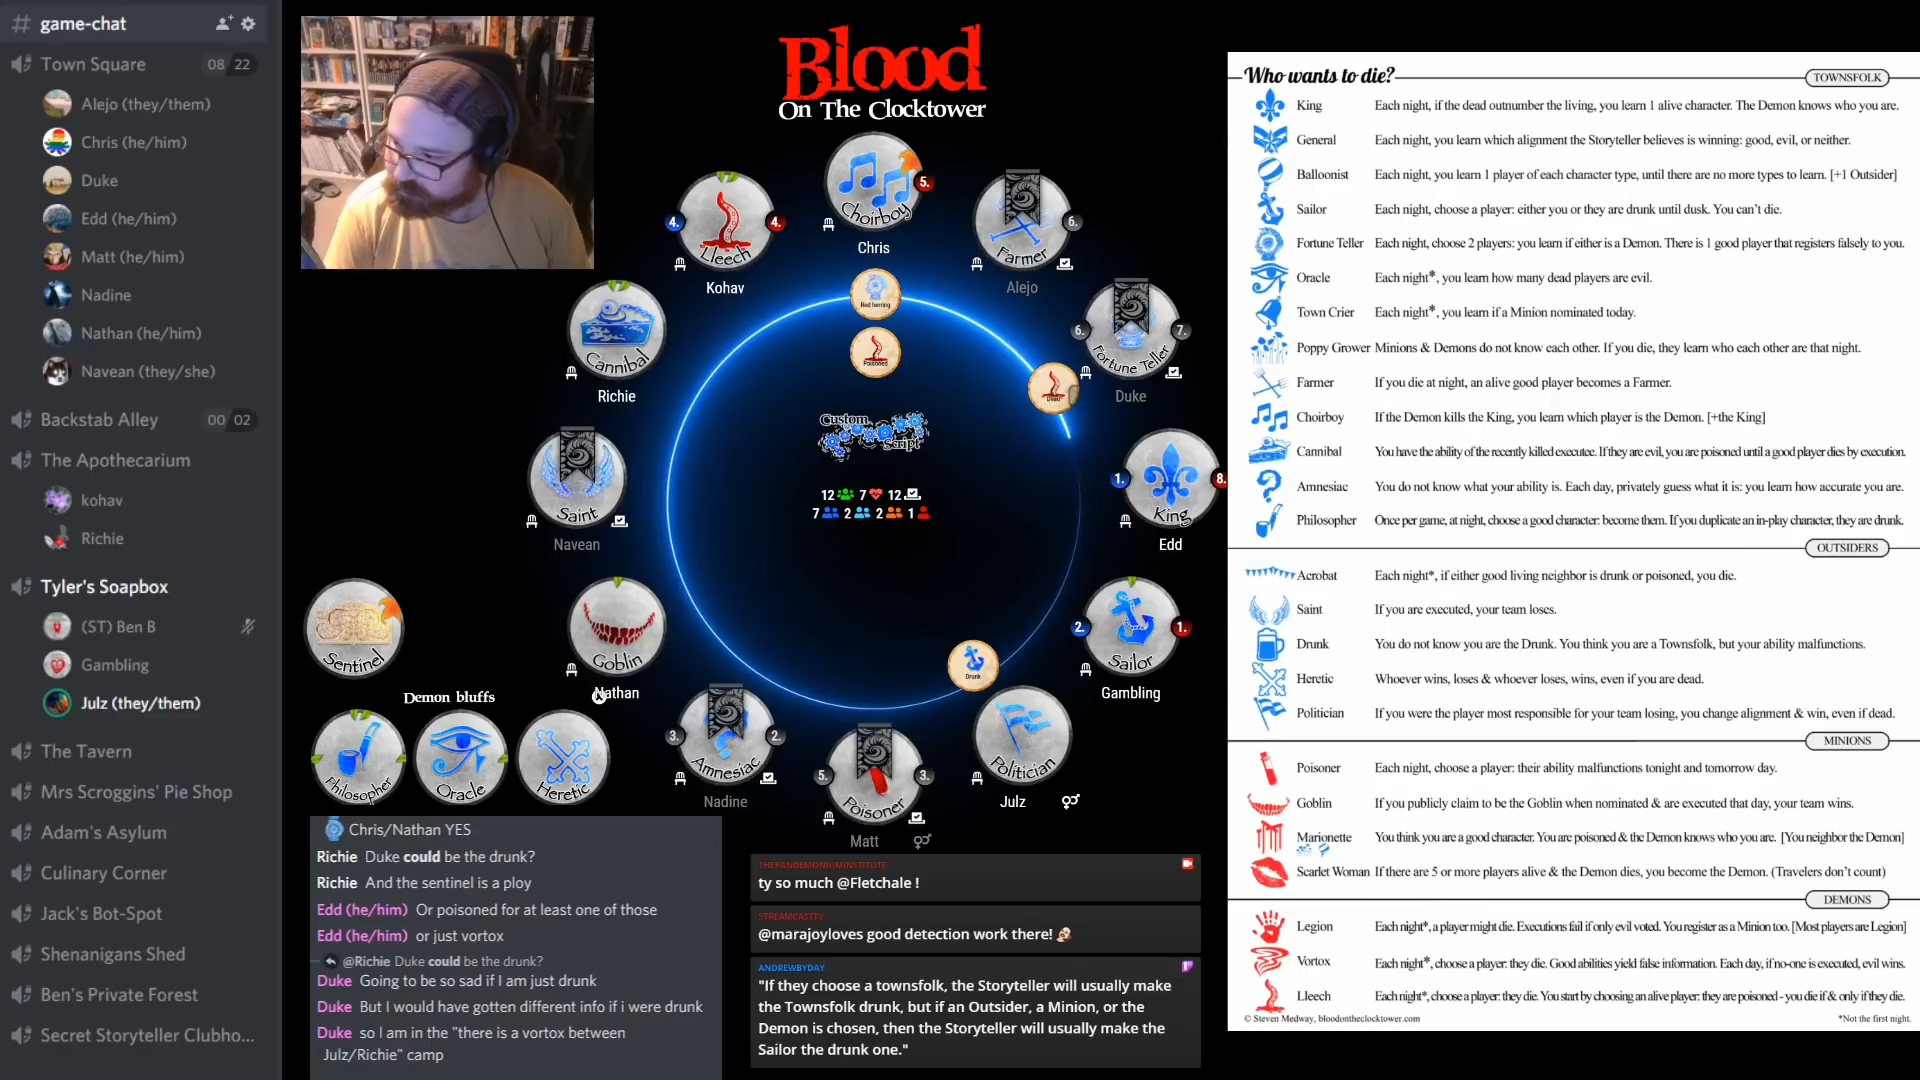 game-chat
Town Square 08 22
Alejo (they/them)
Chris (he/him)
Duke
Edd (he/him)
Matt (he/him)
Nadine
Nathan (he/him)
Navean (they/she)
Backstab Alley 00 02
The Apothecarium
kohav
Richie
Tyler's Soapbox
(ST) Ben B
Gambling
Julz (they/them)
The Tavern
Mrs Scroggins' Pie Shop
Adam's Asylum
Culinary Corner
Jack's Bot-Spot
Shenanigans Shed
Ben's Private Forest
Secret Storyteller Clubho...
Blood
On The Clocktower
Choirboy
5.
Chris
4.
Lleech
4.
Kohav
Farmer
6.
Alejo
Cannibal
Richie
6.
Fortune Teller
7.
Duke
Red herring
Poisoned
Dead
Custom
Script
Saint
Navean
1.
King
8.
Edd
12 7 12
7 2 2 1
Goblin
Nathan
2.
Sailor
1.
Gambling
Drunk
Sentinel
Demon bluffs
Philosopher
Oracle
Heretic
3.
Amnesiac
2.
Nadine
5.
Poisoner
3.
Matt
Politician
Julz
Chris/Nathan YES
Richie Duke could be the drunk?
Richie And the sentinel is a ploy
Edd (he/him) Or poisoned for at least one of those
Edd (he/him) or just vortox
@Richie Duke could be the drunk?
Duke Going to be so sad if I am just drunk
Duke But I would have gotten different info if i were drunk
Duke so I am in the "there is a vortox between
Julz/Richie" camp
THEPANDEMONIUMINSTITUTE
ty so much @Fletchale !
STREAMCASTTV
@marajoyloves good detection work there!
ANDREWBYDAY
"If they choose a townsfolk, the Storyteller will usually make
the Townsfolk drunk, but if an Outsider, a Minion, or the
Demon is chosen, then the Storyteller will usually make the
Sailor the drunk one."
Who wants to die?
TOWNSFOLK
King Each night, if the dead outnumber the living, you learn 1 alive character. The Demon knows who you are.
General Each night, you learn which alignment the Storyteller believes is winning: good, evil, or neither.
Balloonist Each night, you learn 1 player of each character type, until there are no more types to learn. [+1 Outsider]
Sailor Each night, choose a player: either you or they are drunk until dusk. You can't die.
Fortune Teller Each night, choose 2 players: you learn if either is a Demon. There is 1 good player that registers falsely to you.
Oracle Each night*, you learn how many dead players are evil.
Town Crier Each night*, you learn if a Minion nominated today.
Poppy Grower Minions & Demons do not know each other. If you die, they learn who each other are that night.
Farmer If you die at night, an alive good player becomes a Farmer.
Choirboy If the Demon kills the King, you learn which player is the Demon. [+the King]
Cannibal You have the ability of the recently killed executee. If they are evil, you are poisoned until a good player dies by execution.
Amnesiac You do not know what your ability is. Each day, privately guess what it is: you learn how accurate you are.
Philosopher Once per game, at night, choose a good character: become them. If you duplicate an in-play character, they are drunk.
OUTSIDERS
Acrobat Each night*, if either good living neighbor is drunk or poisoned, you die.
Saint If you are executed, your team loses.
Drunk You do not know you are the Drunk. You think you are a Townsfolk, but your ability malfunctions.
Heretic Whoever wins, loses & whoever loses, wins, even if you are dead.
Politician If you were the player most responsible for your team losing, you change alignment & win, even if dead.
MINIONS
Poisoner Each night, choose a player: their ability malfunctions tonight and tomorrow day.
Goblin If you publicly claim to be the Goblin when nominated & are executed that day, your team wins.
Marionette You think you are a good character. You are poisoned & the Demon knows who you are. [You neighbor the Demon]
Scarlet Woman If there are 5 or more players alive & the Demon dies, you become the Demon. (Travelers don't count)
DEMONS
Legion Each night*, a player might die. Executions fail if only evil voted. You register as a Minion too. [Most players are Legion]
Vortox Each night*, choose a player: they die. Good abilities yield false information. Each day, if no-one is executed, evil wins.
Lleech Each night*, choose a player: they die. You start by choosing an alive player: they are poisoned - you die if & only if they die.
© Steven Medway, bloodontheclocktower.com *Not the first night.